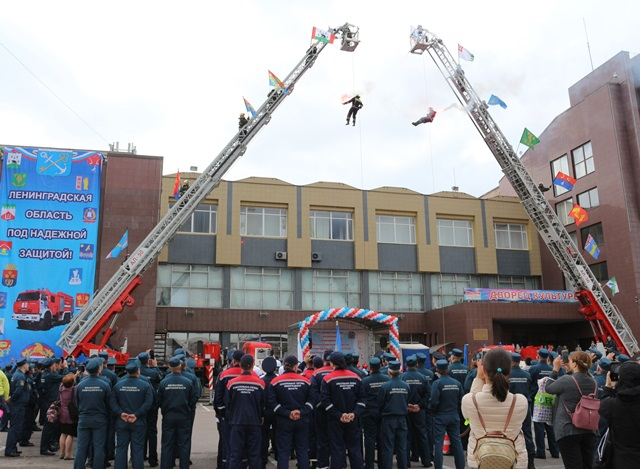 ЛЕНИНГРАДСКАЯ
ОБЛАСТЬ
ПОД НАДЕЖНОЙ
ЗАЩИТОЙ!
ДВОРЕЦ КУЛЬТУРЫ